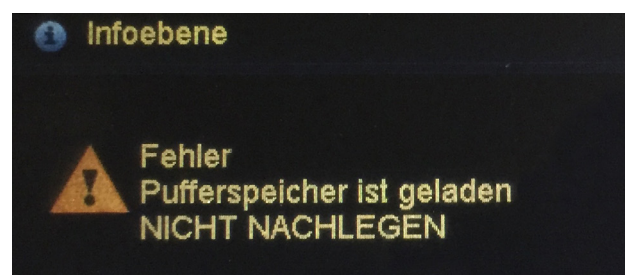 Infoebene
Fehler
Pufferspeicher ist geladen
NICHT NACHLEGEN